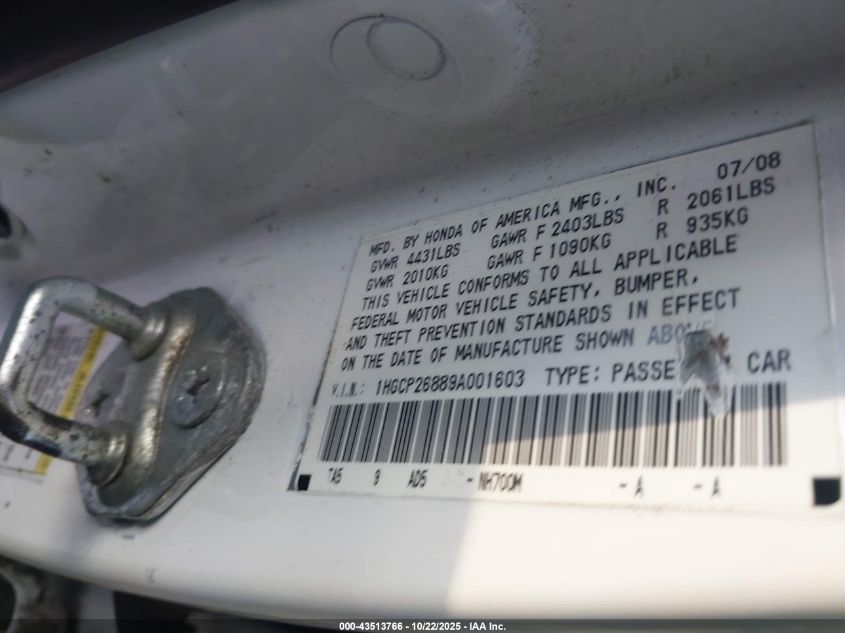 07/08
MFD. BY HONDA OF AMERICA MFG., INC.
GVWR 4431LBS GAWR F 2403LBS R 2061LBS
GVWR 2010KG GAWR F 1090KG R 935KG
THIS VEHICLE CONFORMS TO ALL APPLICABLE
FEDERAL MOTOR VEHICLE SAFETY, BUMPER,
AND THEFT PREVENTION STANDARDS IN EFFECT
ON THE DATE OF MANUFACTURE SHOWN ABOVE.
V.I.N.: 1HGCP26889A001603 TYPE: PASSE CAR
TA5 9 AD5 -NH700M -A -A
000-43513766 - 10/22/2025 - IAA Inc.